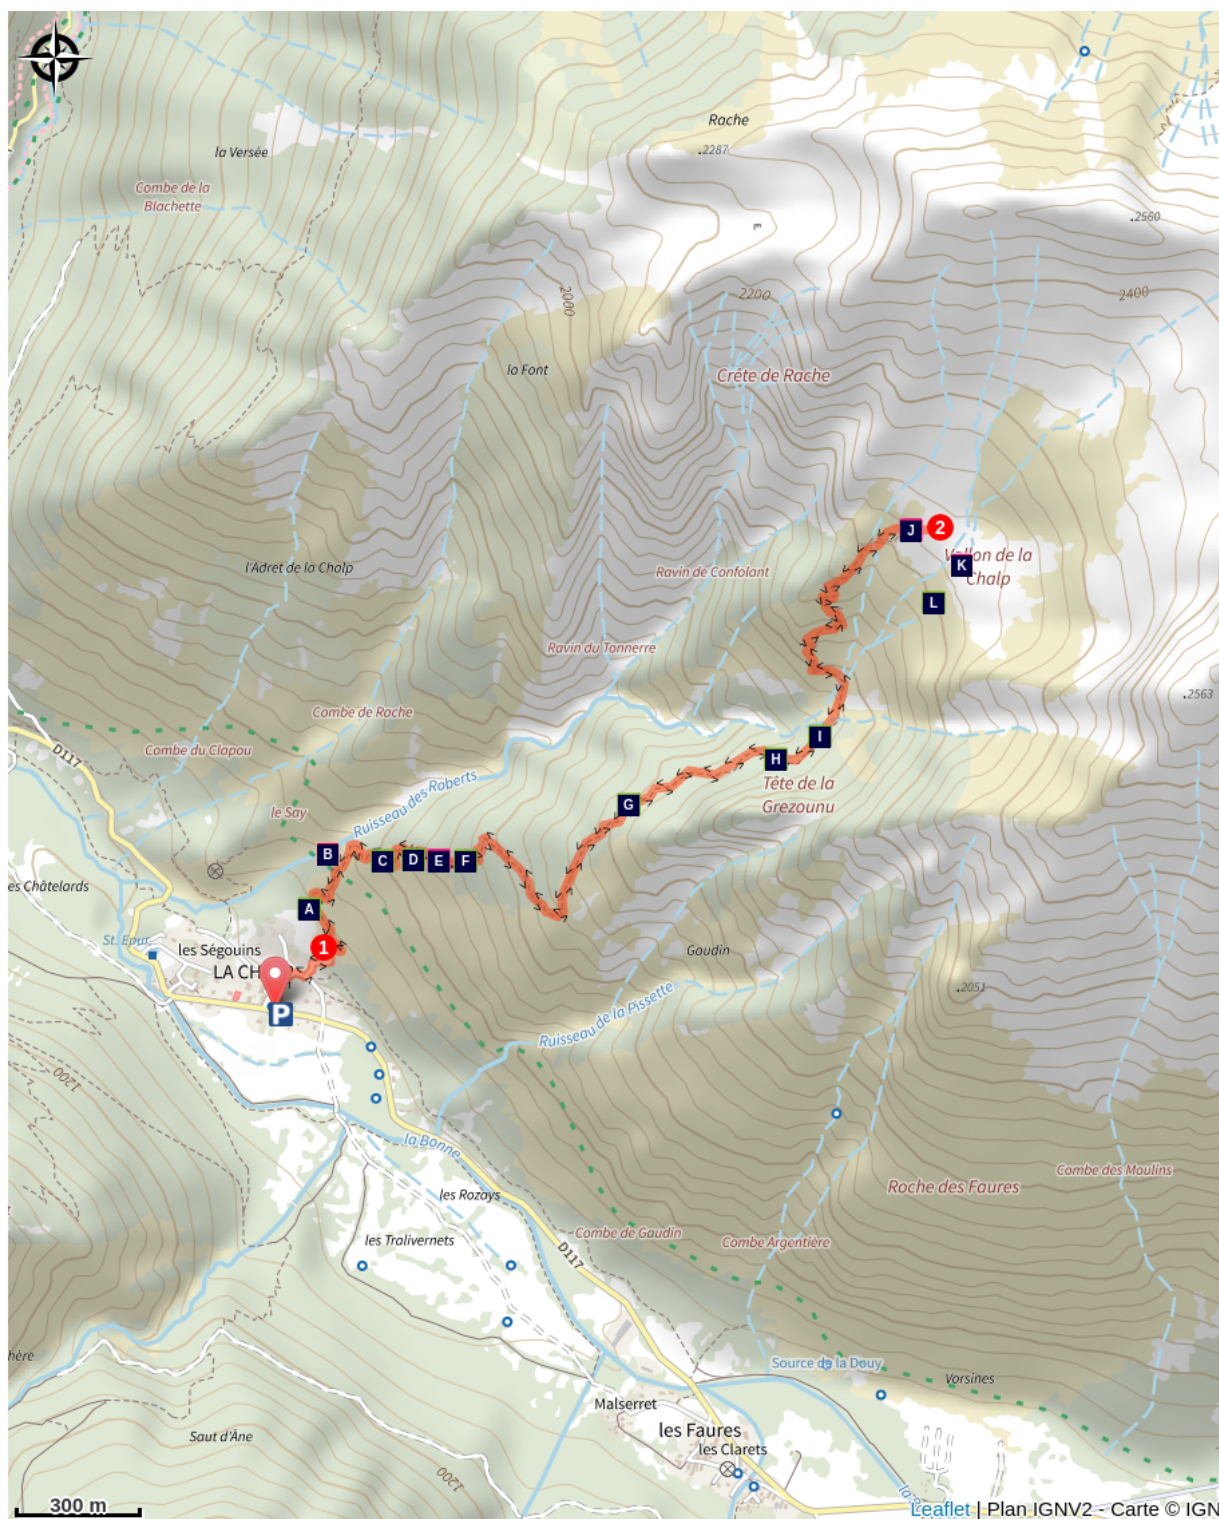 Rache
.2287
la Versée
Combe de la
Blachette
.2560
2000
2200
2400
la Font
Crête de Rache
J
2
Vallon de la
Chalp
K
L
l'Adret de la Chalp
Ravin de Confolant
Ravin du Tonnerre
.2563
Combe de Roche
Combe du Clapou
D117
I
H
Tête de la
Grezounu
Ruisseau des Roberts
G
le Say
B
C
D
E
F
es Châtelards
A
St. Epur.
les Ségouins
1
LA CH
Gaudin
.2051
P
Ruisseau de la Pissette
1200
la Bonne
les Rozays
Combe des Moulins
Roche des Faures
les Tralivernets
Combe de Gaudin
Combe Argentière
D117
hère
Source de la Douy
Vorsines
Malserret
Saut d'Âne
les Faures
les Clarets
1200
300 m
Leaflet | Plan IGNV2 - Carte © IGN